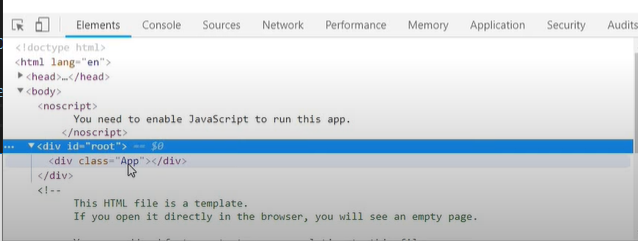 Elements Console Sources Network Performance Memory Application Security Audits
<!doctype html>
<html lang="en">
<head>…</head>
<body>
<noscript>
You need to enable JavaScript to run this app.
</noscript>
… <div id="root"> == $0
<div class="App"></div>
</div>
<!--
This HTML file is a template.
If you open it directly in the browser, you will see an empty page.